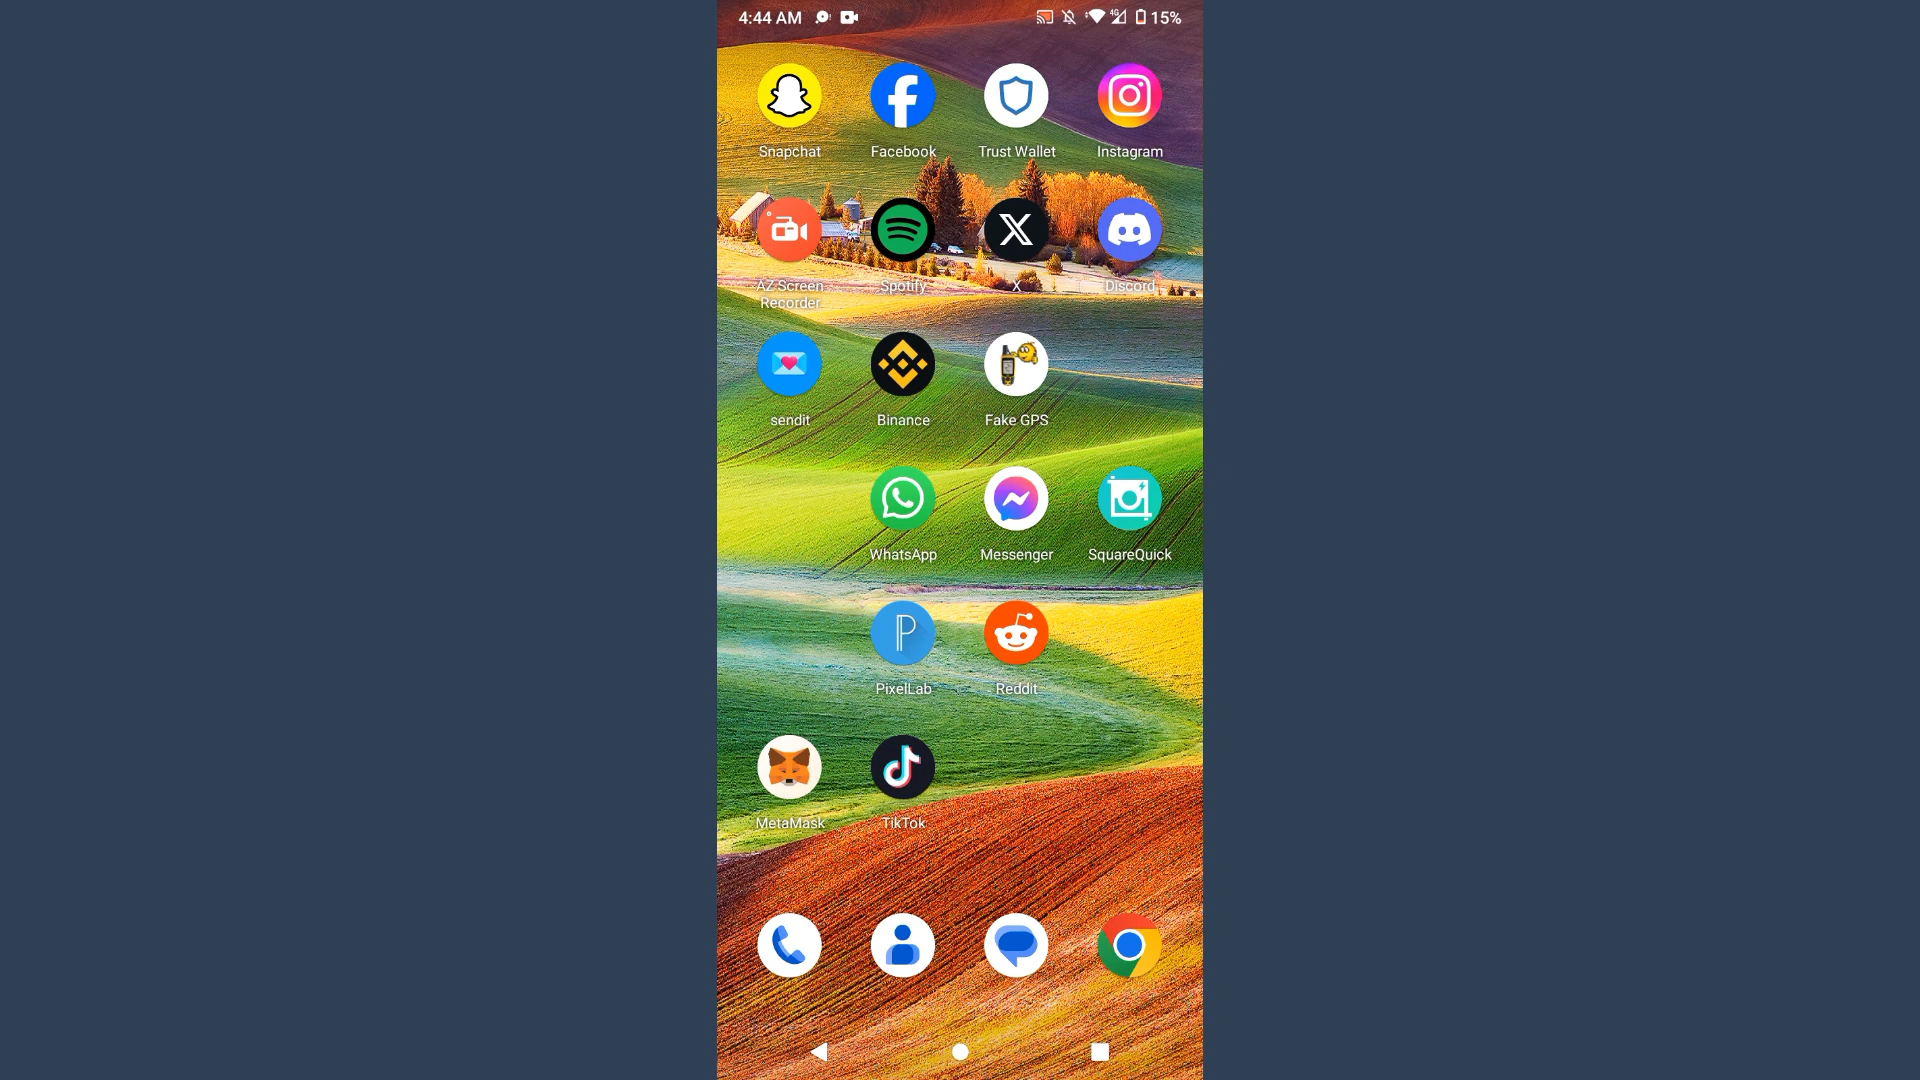 4:44 AM
4G
15%
Snapchat
Facebook
Trust Wallet
Instagram
AZ Screen
Recorder
Spotify
X
Discord
sendit
Binance
Fake GPS
WhatsApp
Messenger
SquareQuick
PixelLab
Reddit
MetaMask
TikTok